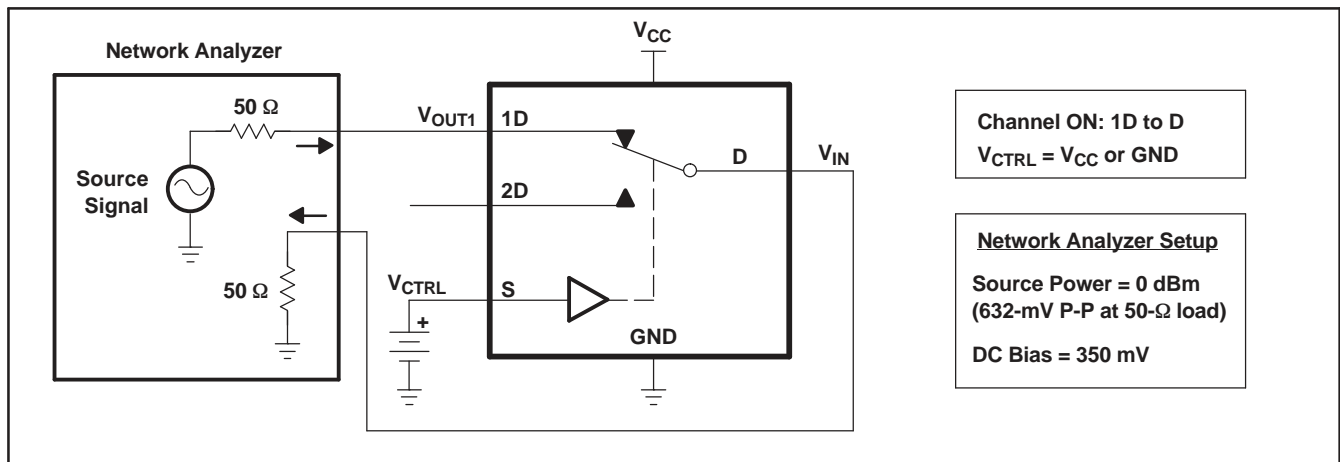 Network Analyzer
50 Ω
Source
Signal
50 Ω
VCC
VOUT1
1D
D
VIN
2D
VCTRL
S
+
GND
Channel ON: 1D to D
VCTRL = VCC or GND
Network Analyzer Setup
Source Power = 0 dBm
(632-mV P-P at 50-Ω load)
DC Bias = 350 mV